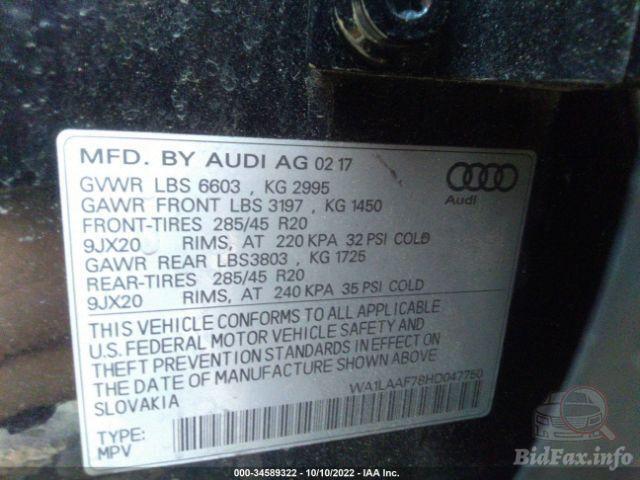 MFD. BY AUDI AG 02 17
GVWR LBS 6603 , KG 2995
GAWR FRONT LBS 3197 , KG 1450
FRONT-TIRES 285/45 R20
9JX20 RIMS, AT 220 KPA 32 PSI COLD
GAWR REAR LBS3803 , KG 1725
REAR-TIRES 285/45 R20
9JX20 RIMS, AT 240 KPA 35 PSI COLD
Audi
THIS VEHICLE CONFORMS TO ALL APPLICABLE
U.S. FEDERAL MOTOR VEHICLE SAFETY AND
THEFT PREVENTION STANDARDS IN EFFECT ON
THE DATE OF MANUFACTURE SHOWN ABOVE.
SLOVAKIA
WA1LAAF78HD047750
TYPE:
MPV
000-34589322 - 10/10/2022 - IAA Inc.
BidFax.info